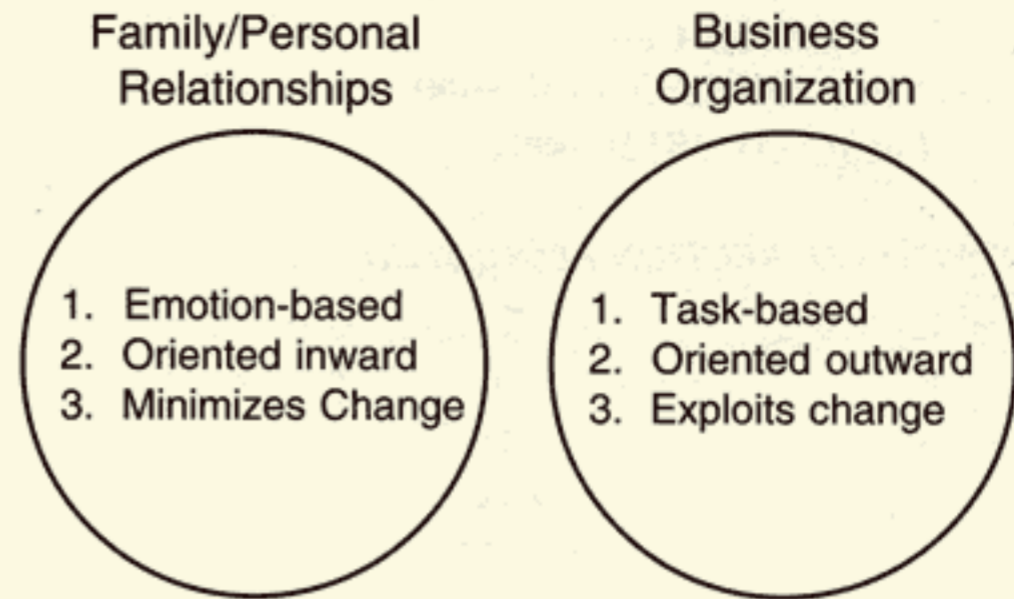 Family/Personal
Relationships
1. Emotion-based
2. Oriented inward
3. Minimizes Change
Business
Organization
1. Task-based
2. Oriented outward
3. Exploits change